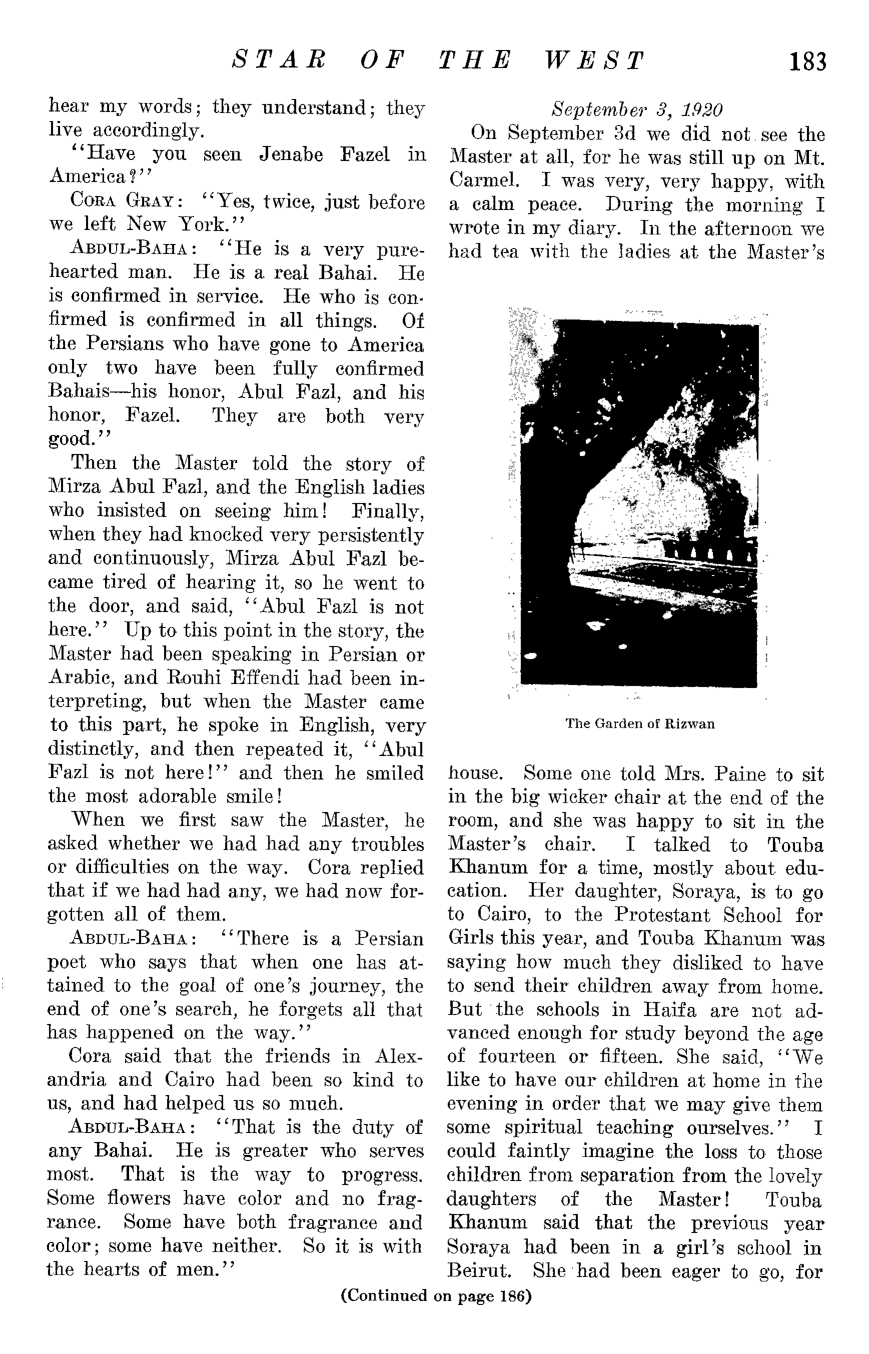 STAR OF THE WEST 183
hear my words; they understand; they
live accordingly.
"Have you seen Jenabe Fazel in
America?"
CORA GRAY: "Yes, twice, just before
we left New York."
ABDUL-BAHA: "He is a very pure-
hearted man. He is a real Bahai. He
is confirmed in service. He who is con-
firmed is confirmed in all things. Of
the Persians who have gone to America
only two have been fully confirmed
Bahais—his honor, Abul Fazl, and his
honor, Fazel. They are both very
good."
Then the Master told the story of
Mirza Abul Fazl, and the English ladies
who insisted on seeing him! Finally,
when they had knocked very persistently
and continuously, Mirza Abul Fazl be-
came tired of hearing it, so he went to
the door, and said, "Abul Fazl is not
here." Up to this point in the story, the
Master had been speaking in Persian or
Arabic, and Rouhi Effendi had been in-
terpreting, but when the Master came
to this part, he spoke in English, very
distinctly, and then repeated it, "Abul
Fazl is not here!" and then he smiled
the most adorable smile!
When we first saw the Master, he
asked whether we had had any troubles
or difficulties on the way. Cora replied
that if we had had any, we had now for-
gotten all of them.
ABDUL-BAHA: "There is a Persian
poet who says that when one has at-
tained to the goal of one's journey, the
end of one's search, he forgets all that
has happened on the way."
Cora said that the friends in Alex-
andria and Cairo had been so kind to
us, and had helped us so much.
ABDUL-BAHA: "That is the duty of
any Bahai. He is greater who serves
most. That is the way to progress.
Some flowers have color and no frag-
rance. Some have both fragrance and
color; some have neither. So it is with
the hearts of men."
September 3, 1920
On September 3d we did not see the
Master at all, for he was still up on Mt.
Carmel. I was very, very happy, with
a calm peace. During the morning I
wrote in my diary. In the afternoon we
had tea with the ladies at the Master's
The Garden of Rizwan
house. Some one told Mrs. Paine to sit
in the big wicker chair at the end of the
room, and she was happy to sit in the
Master's chair. I talked to Touba
Khanum for a time, mostly about edu-
cation. Her daughter, Soraya, is to go
to Cairo, to the Protestant School for
Girls this year, and Touba Khanum was
saying how much they disliked to have
to send their children away from home.
But the schools in Haifa are not ad-
vanced enough for study beyond the age
of fourteen or fifteen. She said, "We
like to have our children at home in the
evening in order that we may give them
some spiritual teaching ourselves." I
could faintly imagine the loss to those
children from separation from the lovely
daughters of the Master! Touba
Khanum said that the previous year
Soraya had been in a girl's school in
Beirut. She had been eager to go, for
(Continued on page 186)